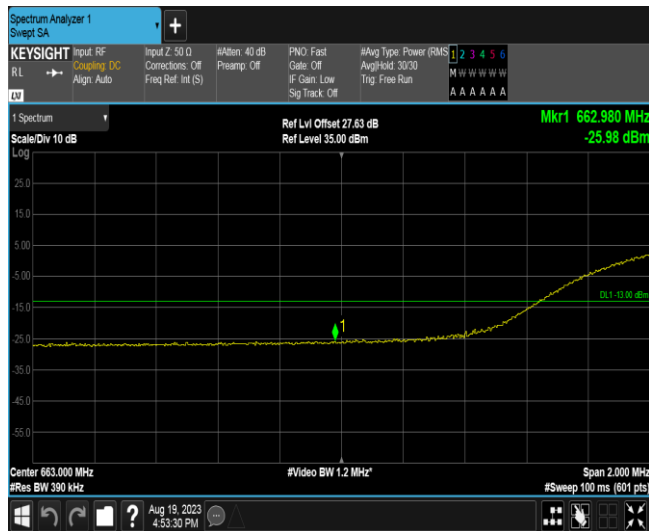 Spectrum Analyzer 1
Swept SA
+
KEYSIGHT
RL
LXI
Input: RF
Coupling: DC
Align: Auto
Input Z: 50 Ω
Corrections: Off
Freq Ref: Int (S)
#Atten: 40 dB
Preamp: Off
PNO: Fast
Gate: Off
IF Gain: Low
Sig Track: Off
#Avg Type: Power (RMS
Avg|Hold: 30/30
Trig: Free Run
1 2 3 4 5 6
M W W W W W
A A A A A A
1 Spectrum
Scale/Div 10 dB
Log
Ref Lvl Offset 27.63 dB
Ref Level 35.00 dBm
Mkr1 662.980 MHz
-25.98 dBm
25.0
15.0
5.00
-5.00
DL1 -13.00 dBm
-15.0
1
-25.0
-35.0
-45.0
-55.0
Center 663.000 MHz
#Video BW 1.2 MHz*
Span 2.000 MHz
#Res BW 390 kHz
#Sweep 100 ms (601 pts)
?
Aug 19, 2023
4:53:30 PM